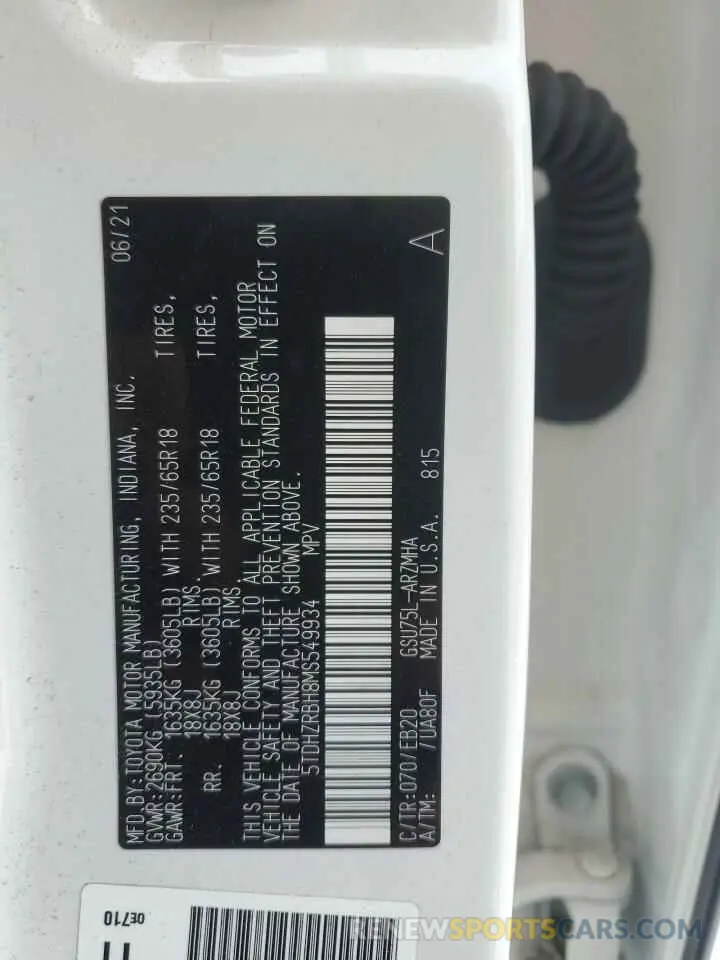 MFD.BY:TOYOTA MOTOR MANUFACTURING, INDIANA, INC. 06/21
GVWR:2690KG (5935LB)
GAWR:FRT. 1635KG (3605LB) WITH 235/65R18 TIRES,
18X8J RIMS.
RR. 1635KG (3605LB) WITH 235/65R18 TIRES,
18X8J RIMS.
THIS VEHICLE CONFORMS TO ALL APPLICABLE FEDERAL MOTOR
VEHICLE SAFETY AND THEFT PREVENTION STANDARDS IN EFFECT ON
THE DATE OF MANUFACTURE SHOWN ABOVE.
5TDHZRBH8MS549934 MPV
C/TR:070/EB20 GSU75L-ARZMHA A
A/TM: /UAB0F MADE IN U.S.A. 815
0E710
RENEWSPORTSCARS.COM